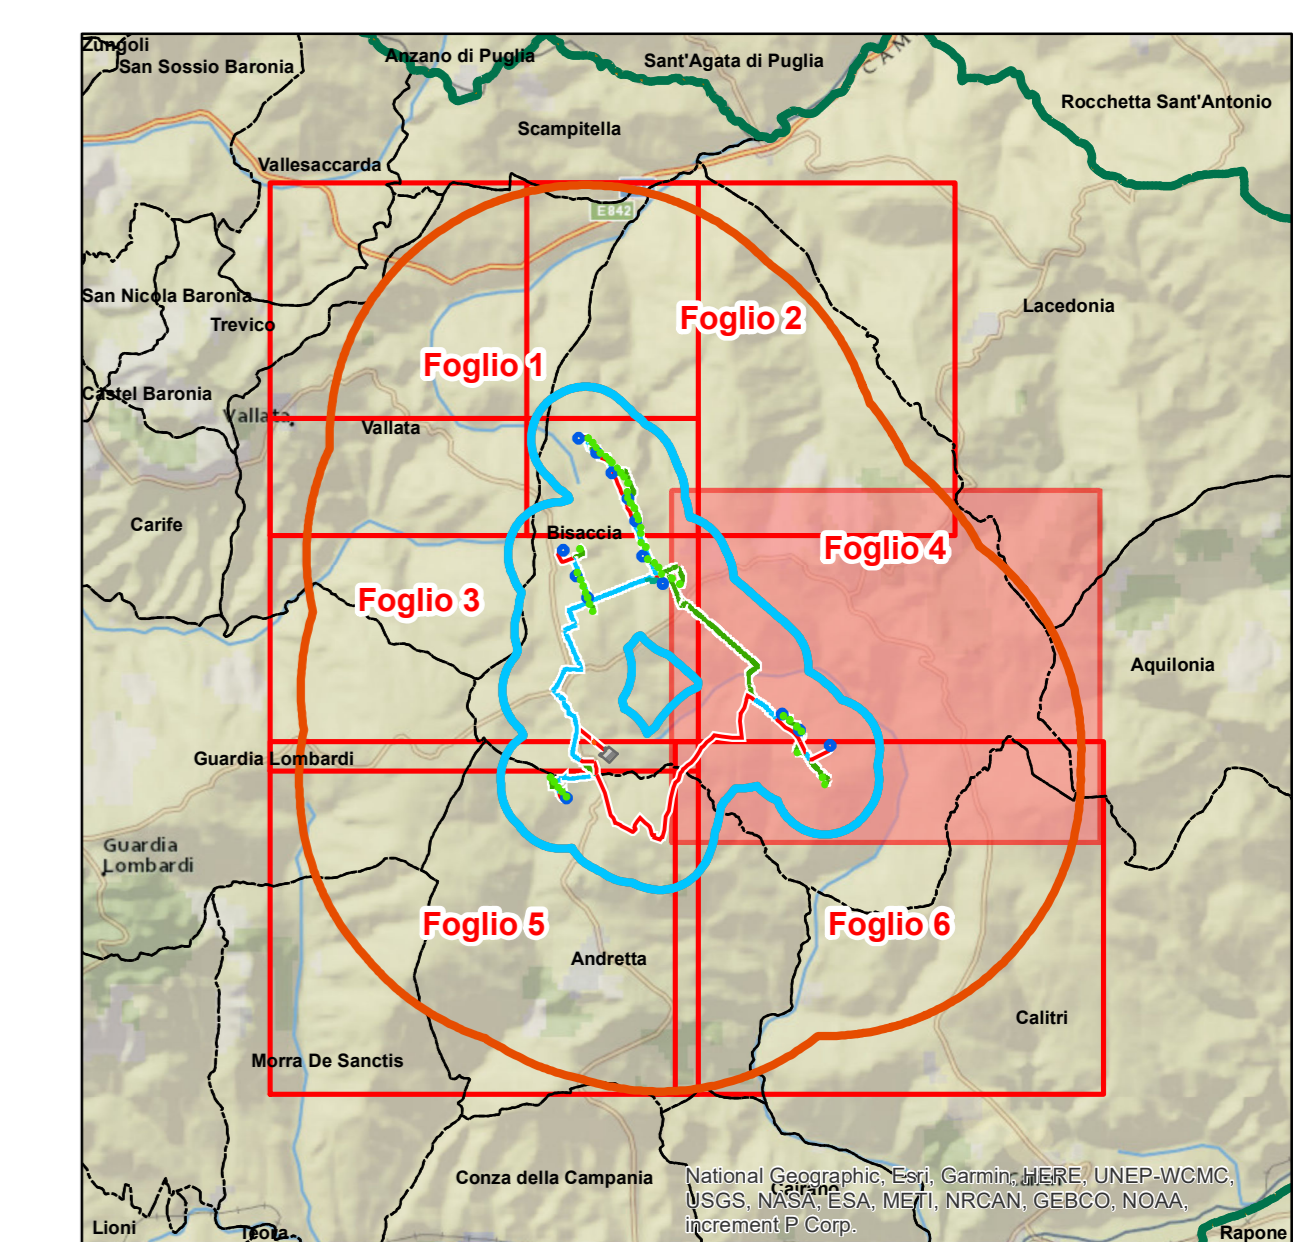 Zungoli
San Sossio Baronia
Anzano di Puglia
Sant'Agata di Puglia
CAM
Rocchetta Sant'Antonio
Scampitella
Vallesaccarda
E842
San Nicola Baronia
Trevico
Foglio 2
Lacedonia
Foglio 1
Castel Baronia
Vallata
Vallata
Carife
Bisaccia
Foglio 4
Foglio 3
Aquilonia
Guardia Lombardi
Guardia
Lombardi
Foglio 5
Foglio 6
Andretta
Calitri
Morra De Sanctis
Conza della Campania
Cairano
National Geographic, Esri, Garmin, HERE, UNEP-WCMC,
USGS, NASA, ESA, METI, NRCAN, GEBCO, NOAA,
increment P Corp.
Lioni
Teora
Rapone